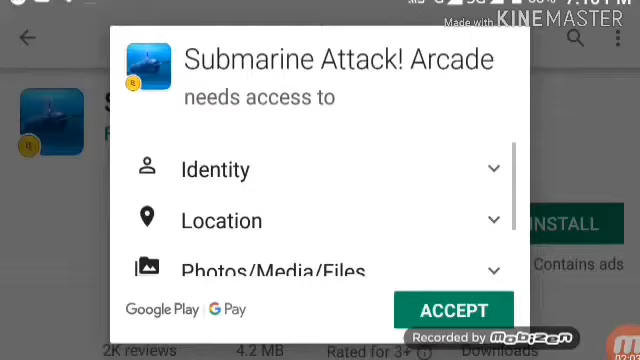 Made with KINEMASTER
Submarine Attack! Arcade
needs access to
Identity
Location
Photos/Media/Files
INSTALL
Contains ads
Google Play | G Pay
ACCEPT
Recorded by Mobizen
2K reviews 4.2 MB Rated for 3+ Downloads